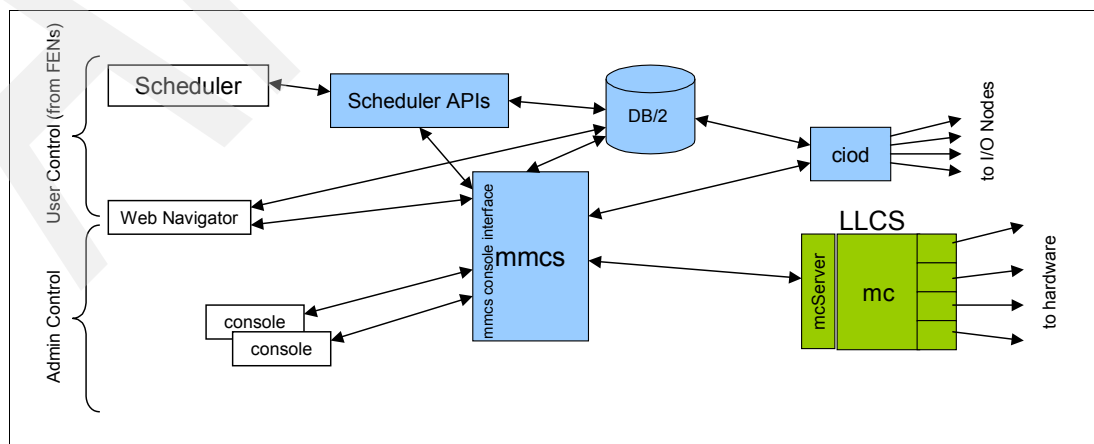 User Control (from FENs)
Admin Control
Scheduler
Scheduler APIs
DB/2
ciod
to I/O Nodes
Web Navigator
mmcs console interface
mmcs
LLCS
mcServer
mc
to hardware
console
console